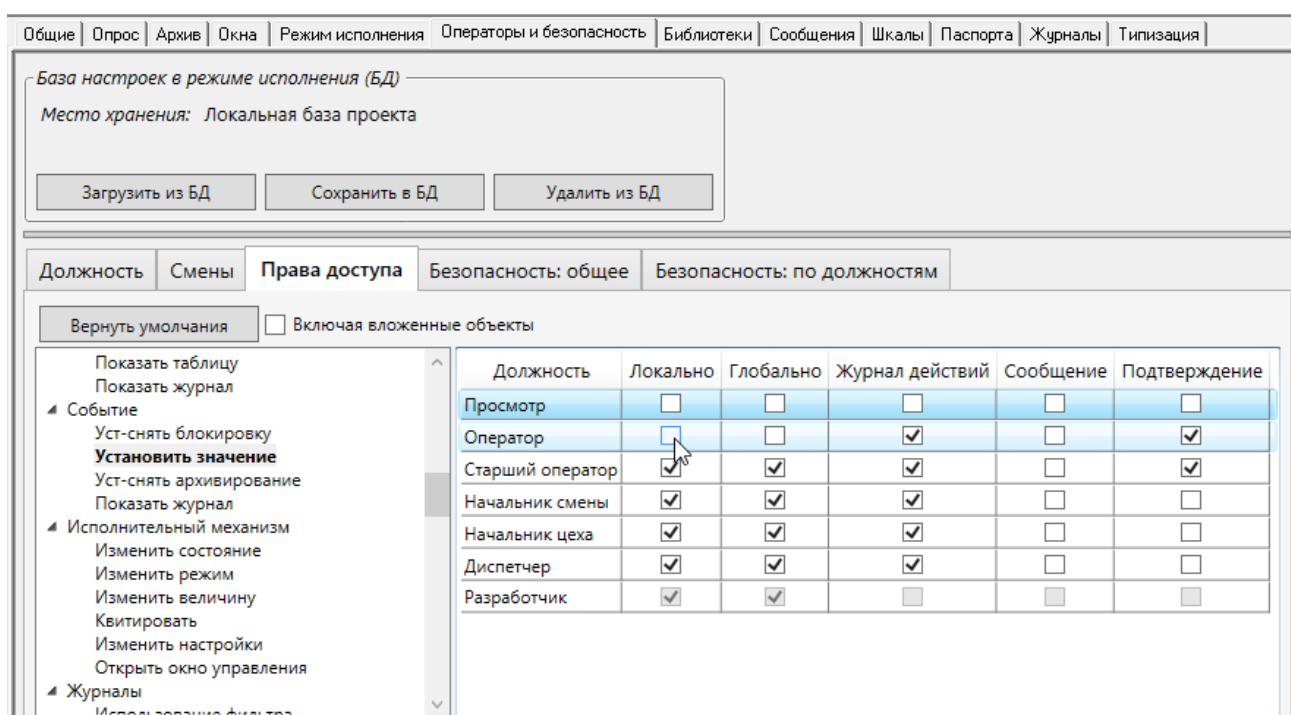 Общие Опрос Архив Окна Режим исполнения Операторы и безопасность Библиотеки Сообщения Шкалы Паспорта Журналы Типизация
База настроек в режиме исполнения (БД)
Место хранения: Локальная база проекта
Загрузить из БД Сохранить в БД Удалить из БД
Должность Смены Права доступа Безопасность: общее Безопасность: по должностям
Вернуть умолчания Включая вложенные объекты
Показать таблицу
Показать журнал
Событие
Уст-снять блокировку
Установить значение
Уст-снять архивирование
Показать журнал
Исполнительный механизм
Изменить состояние
Изменить режим
Изменить величину
Квитировать
Изменить настройки
Открыть окно управления
Журналы
Использование фильтра
Должность Локально Глобально Журнал действий Сообщение Подтверждение
Просмотр
Оператор
Старший оператор
Начальник смены
Начальник цеха
Диспетчер
Разработчик